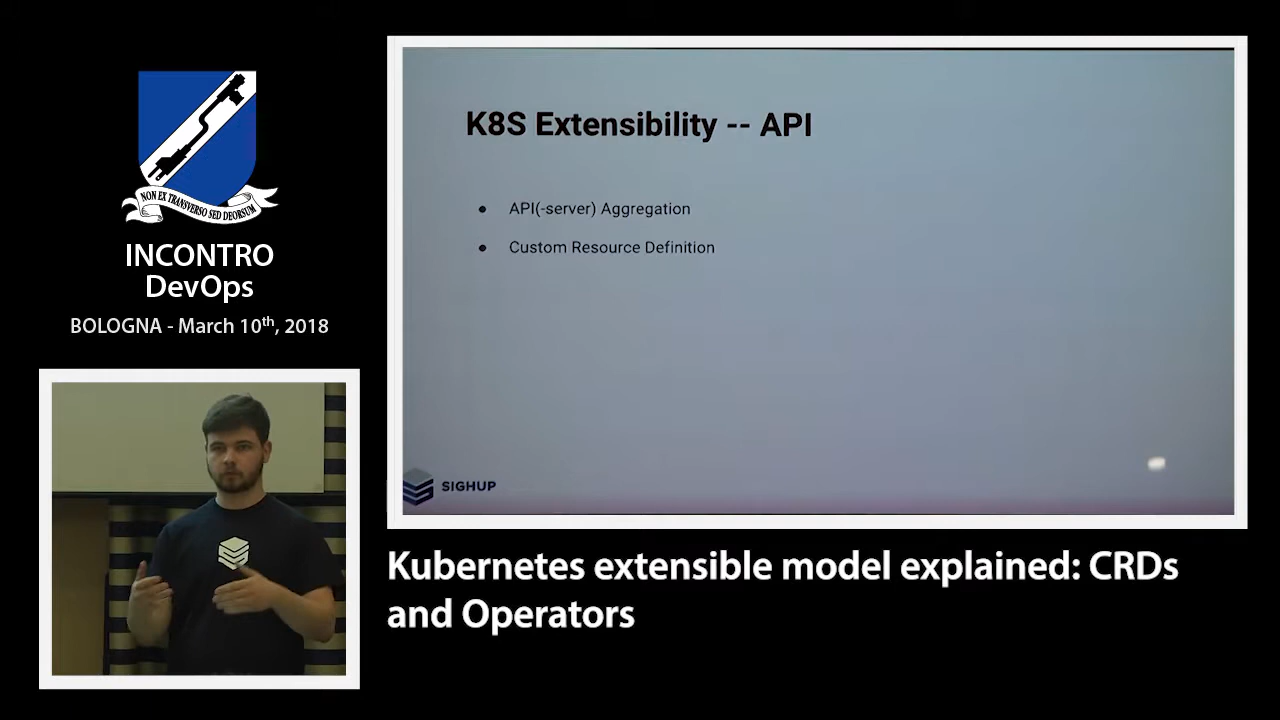 NON EX TRANSVERSO SED DEORSUM
INCONTRO
DevOps
BOLOGNA - March 10th, 2018
K8S Extensibility -- API
• API(-server) Aggregation
• Custom Resource Definition
SIGHUP
Kubernetes extensible model explained: CRDs
and Operators